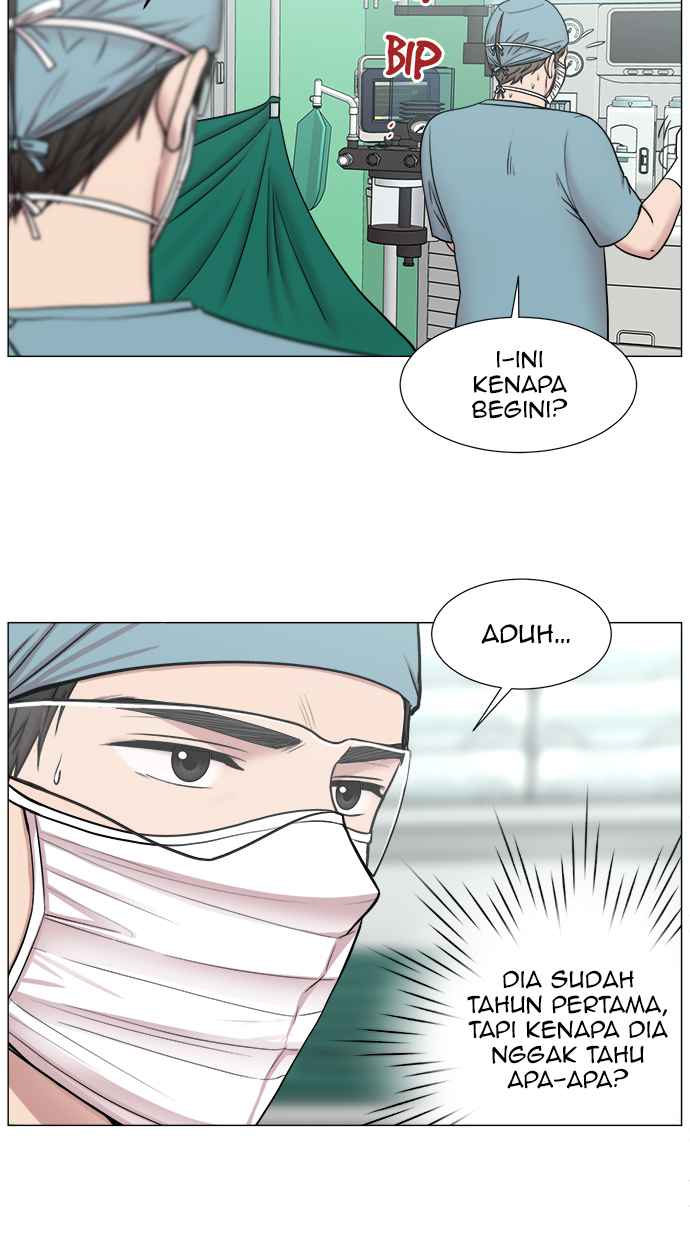 BIP
I-INI
KENAPA
BEGINI?
ADUH...
DIA SUDAH
TAHUN PERTAMA,
TAPI KENAPA DIA
NGGAK TAHU
APA-APA?